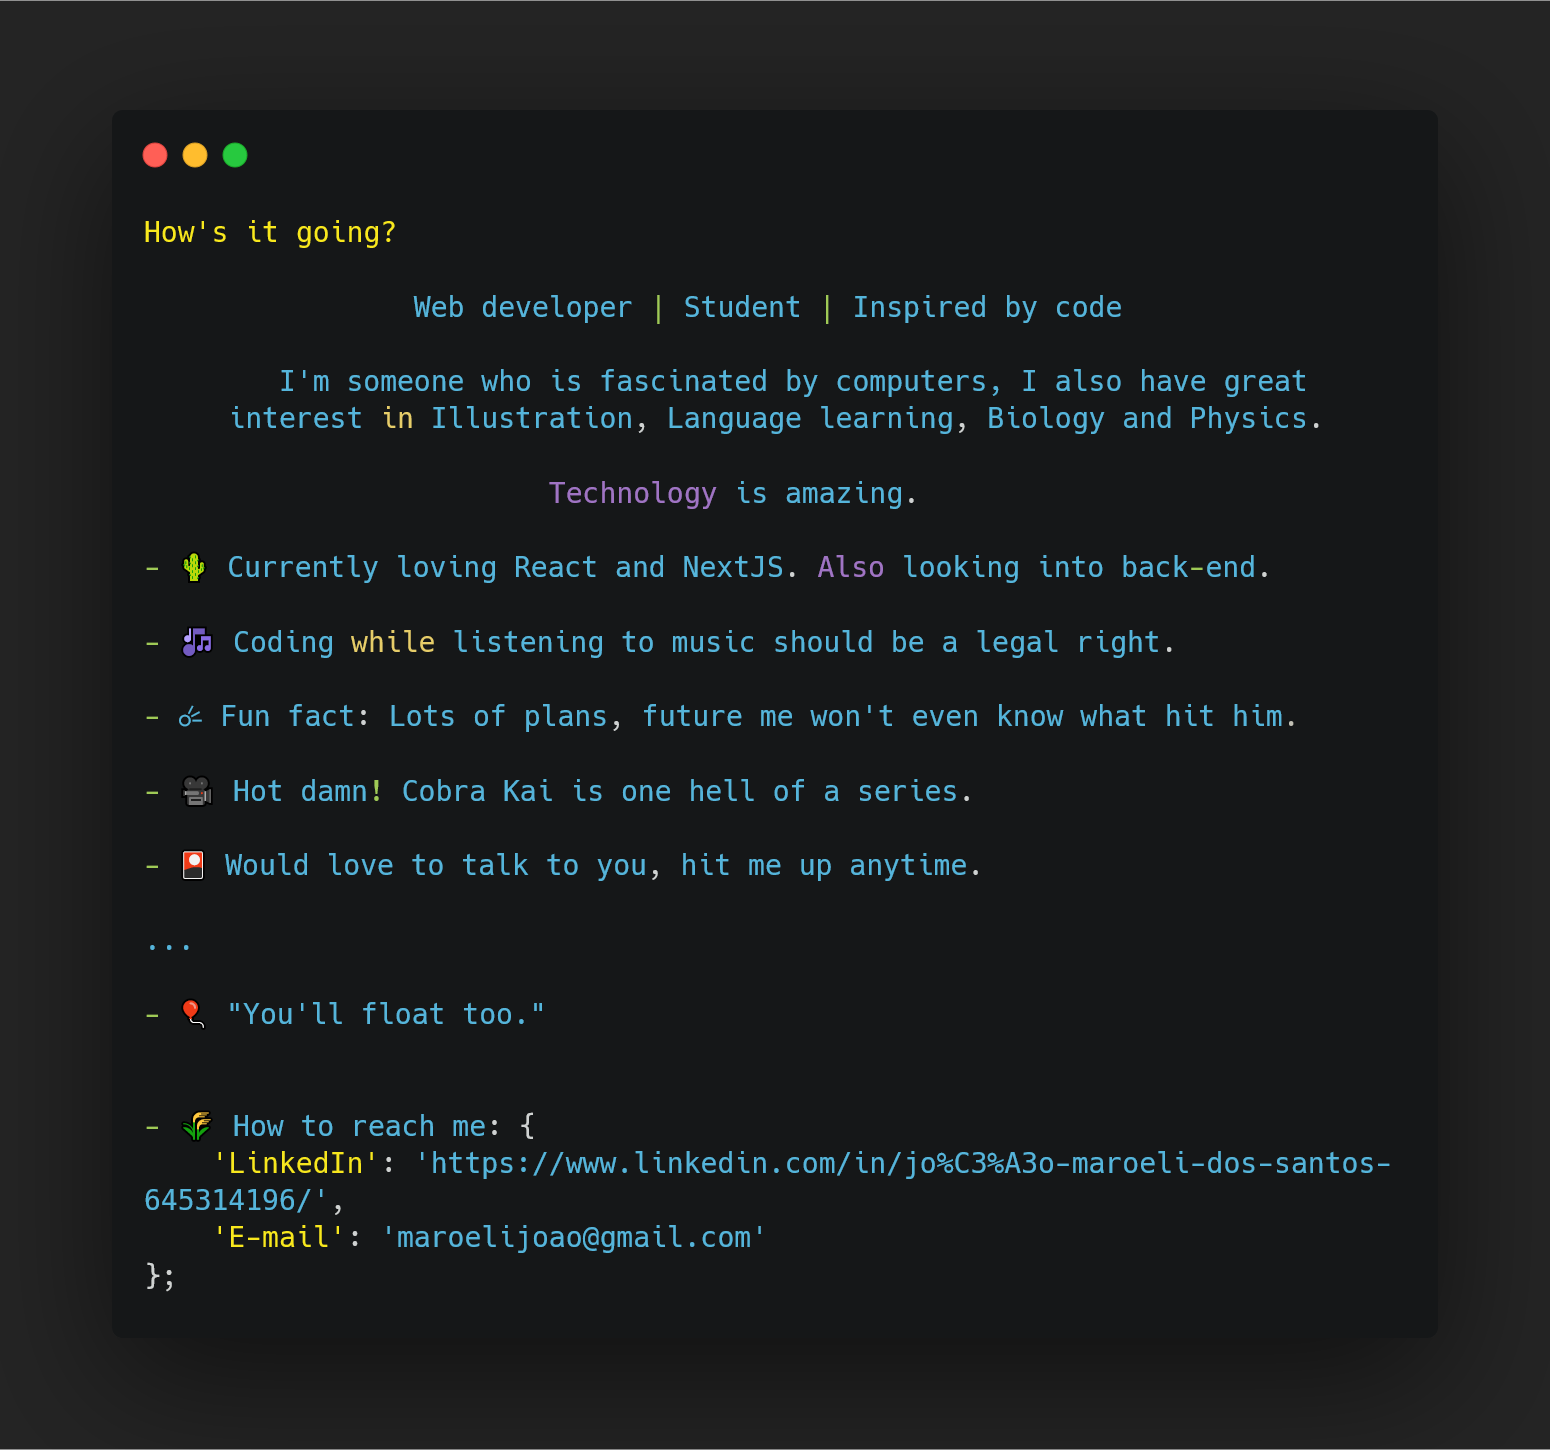 How's it going?
Web developer | Student | Inspired by code
I'm someone who is fascinated by computers, I also have great
interest in Illustration, Language learning, Biology and Physics.
Technology is amazing.
- 🌵 Currently loving React and NextJS. Also looking into back-end.
- 🎵 Coding while listening to music should be a legal right.
- ☄ Fun fact: Lots of plans, future me won't even know what hit him.
- 🎥 Hot damn! Cobra Kai is one hell of a series.
- 🎴 Would love to talk to you, hit me up anytime.
...
- 🎈 "You'll float too."
- 🌾 How to reach me: {
'LinkedIn': 'https://www.linkedin.com/in/jo%C3%A3o-maroeli-dos-santos-
645314196/',
'E-mail': 'maroelijoao@gmail.com'
};